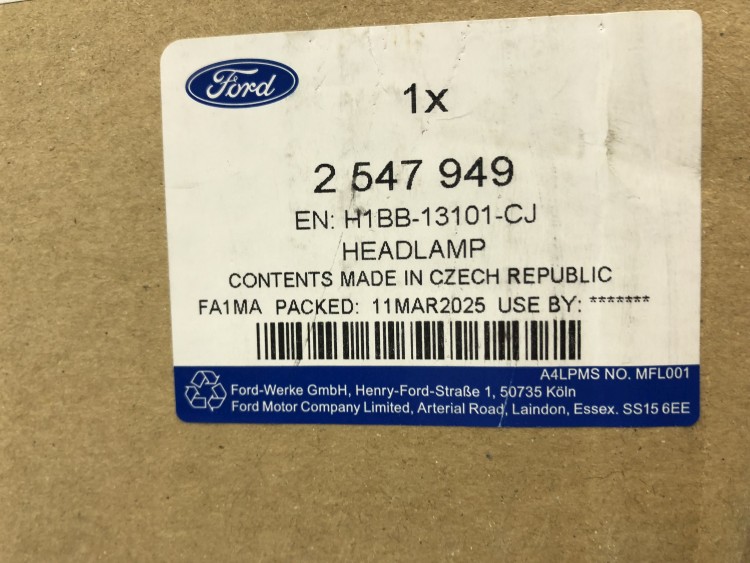 Ford
1x
2 547 949
EN: H1BB-13101-CJ
HEADLAMP
CONTENTS MADE IN CZECH REPUBLIC
FA1MA PACKED: 11MAR2025 USE BY: *******
A4LPMS NO. MFL001
Ford-Werke GmbH, Henry-Ford-Straße 1, 50735 Köln
Ford Motor Company Limited, Arterial Road, Laindon, Essex. SS15 6EE